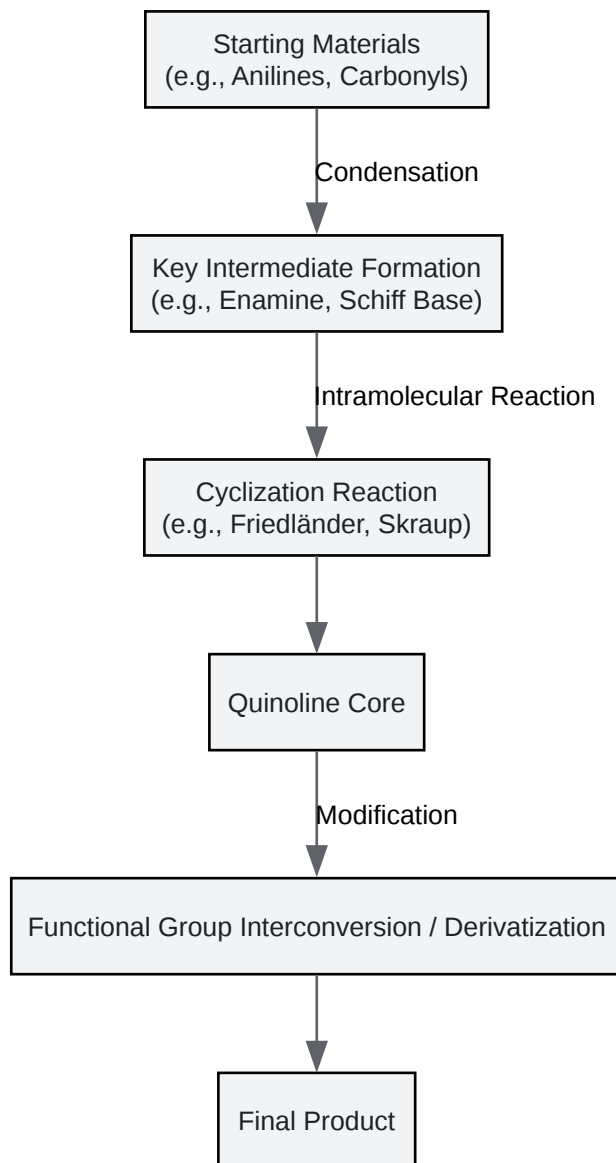 Starting Materials
(e.g., Anilines, Carbonyls)
Condensation
Key Intermediate Formation
(e.g., Enamine, Schiff Base)
Intramolecular Reaction
Cyclization Reaction
(e.g., Friedländer, Skraup)
Quinoline Core
Modification
Functional Group Interconversion / Derivatization
Final Product